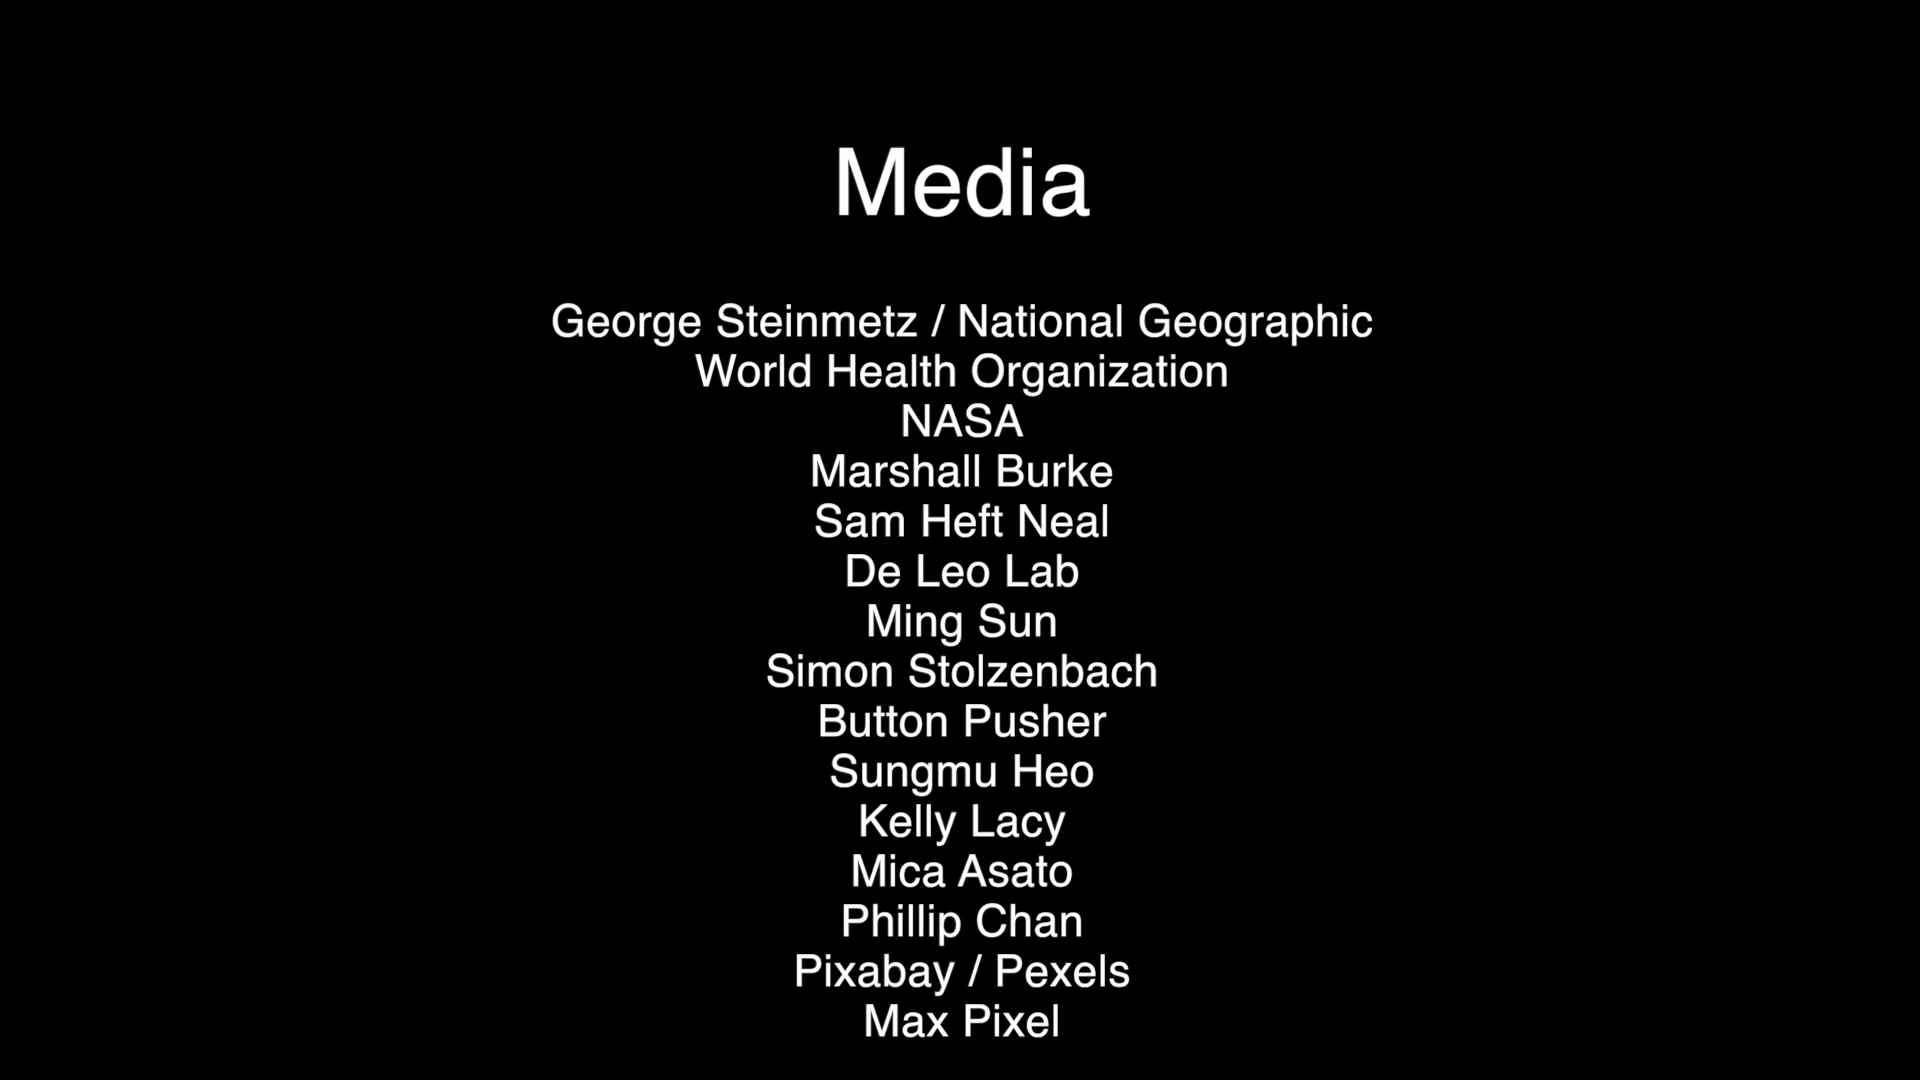 Media
George Steinmetz / National Geographic
World Health Organization
NASA
Marshall Burke
Sam Heft Neal
De Leo Lab
Ming Sun
Simon Stolzenbach
Button Pusher
Sungmu Heo
Kelly Lacy
Mica Asato
Phillip Chan
Pixabay / Pexels
Max Pixel